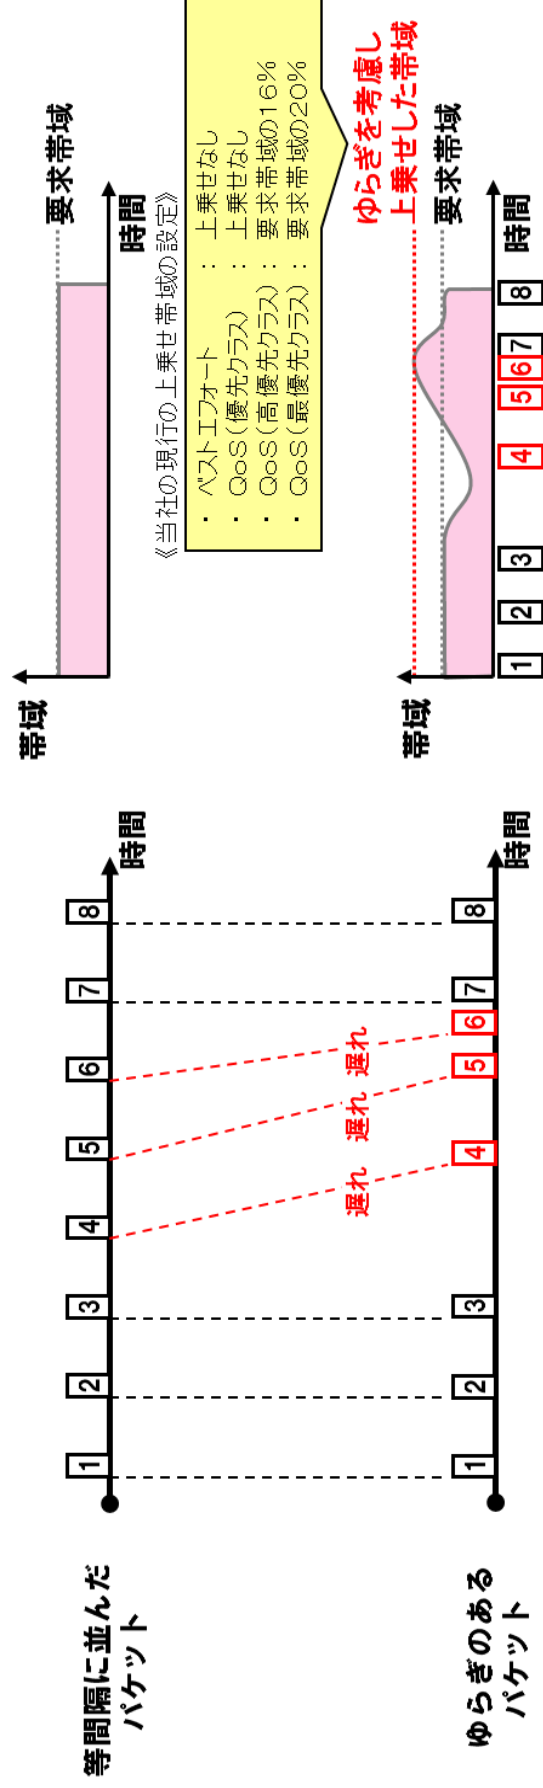 等間隔に並んだ
パケット
1 2 3 4 5 6 7 8
時間
遅れ 遅れ 遅れ
ゆらぎのある
パケット
1 2 3 4 5 6 7 8
時間
帯域
要求帯域
時間
《当社の現行の上乗せ帯域の設定》
・ ベストエフォート ： 上乗せなし
・ QoS(優先クラス) ： 上乗せなし
・ QoS(高優先クラス) ： 要求帯域の16%
・ QoS(最優先クラス) ： 要求帯域の20%
ゆらぎを考慮し
上乗せした帯域
帯域
要求帯域
時間
1 2 3 4 5 6 7 8